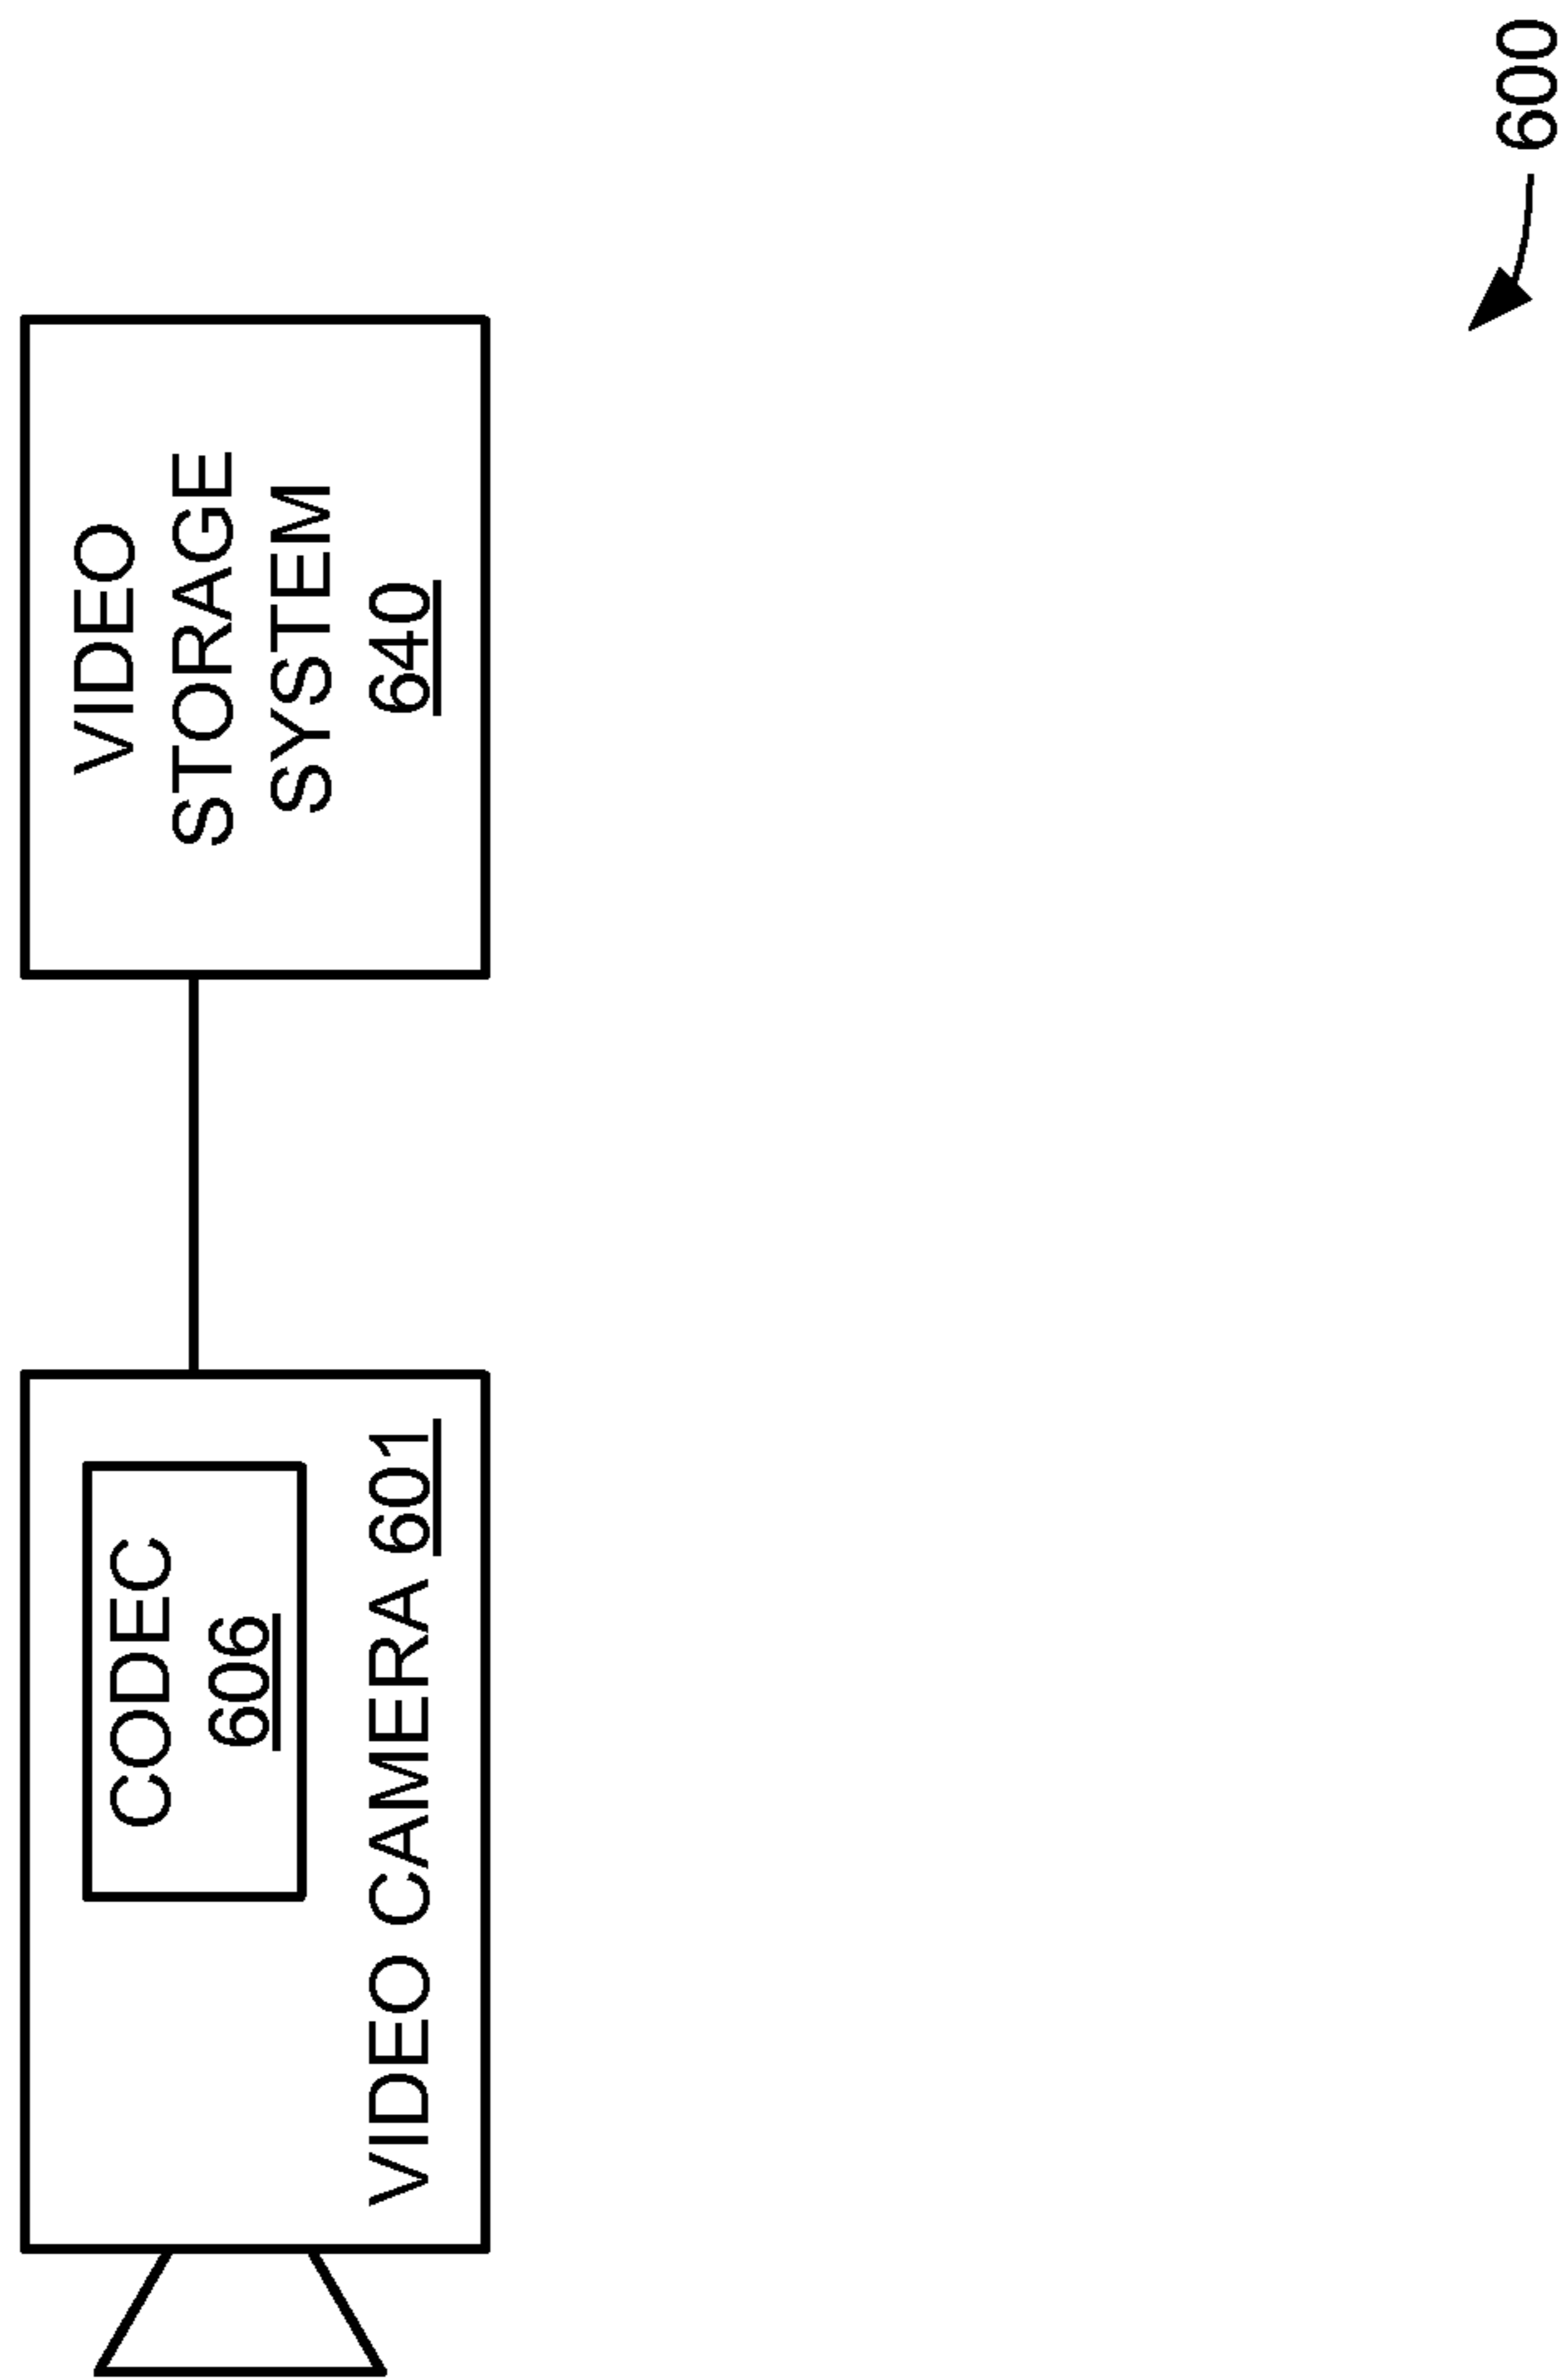 CODEC
606
VIDEO CAMERA 601
VIDEO
STORAGE
SYSTEM
640
600